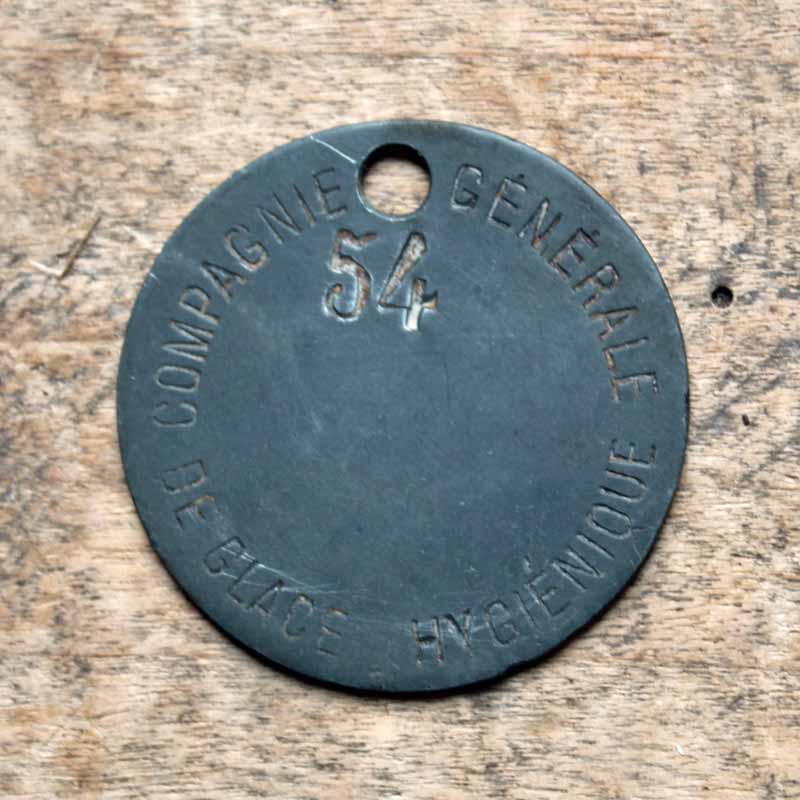 COMPAGNIE GÉNÉRALE
54
DE GLACE HYGIÉNIQUE